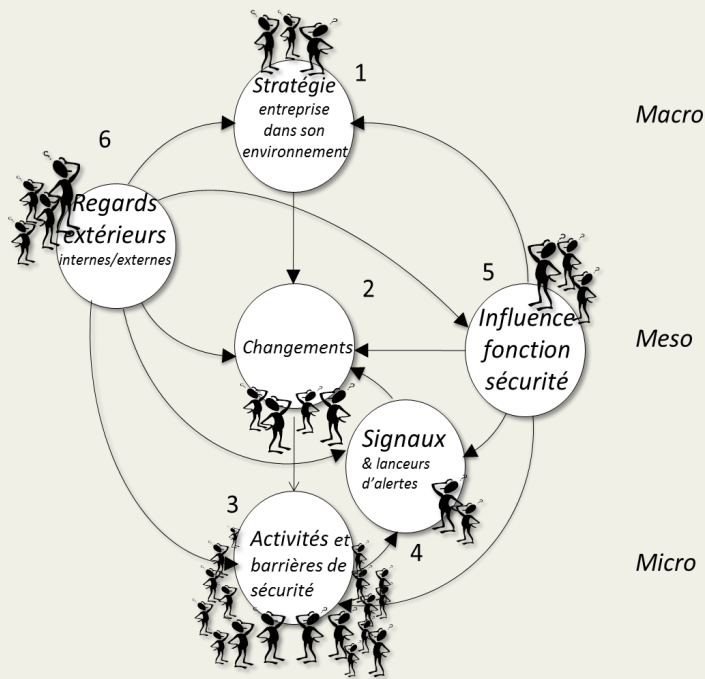 1
Stratégie
entreprise
dans son
environnement
Macro
6
Regards
extérieurs
internes/externes
2
Changements
5
Influence
fonction
sécurité
Meso
Signaux
& lanceurs
d'alertes
4
3
Activités et
barrières de
sécurité
Micro